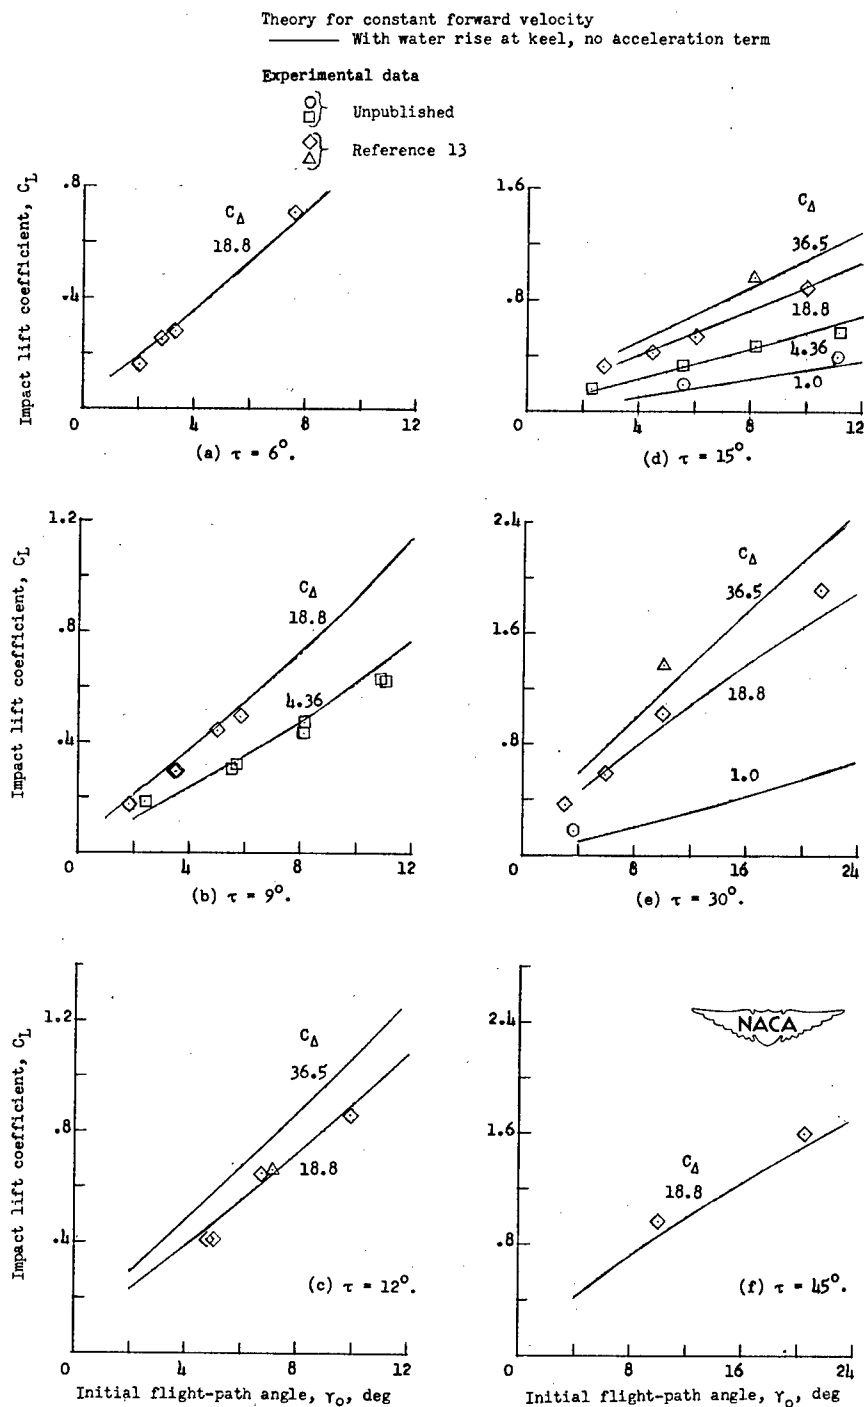 Theory for constant forward velocity
With water rise at keel, no acceleration term
Experimental data
Unpublished
Reference 13
Impact lift coefficient, C_L
.8
.4
0
4
8
12
C_Δ
18.8
(a) τ = 6°.
1.6
.8
0
4
8
12
C_Δ
36.5
18.8
4.36
1.0
(d) τ = 15°.
Impact lift coefficient, C_L
1.2
.8
.4
0
4
8
12
C_Δ
18.8
4.36
(b) τ = 9°.
2.4
1.6
.8
0
8
16
24
C_Δ
36.5
18.8
1.0
(e) τ = 30°.
Impact lift coefficient, C_L
1.2
.8
.4
0
4
8
12
C_Δ
36.5
18.8
(c) τ = 12°.
Initial flight-path angle, γ_o, deg
2.4
1.6
.8
0
8
16
24
NACA
C_Δ
18.8
(f) τ = 45°.
Initial flight-path angle, γ_o, deg